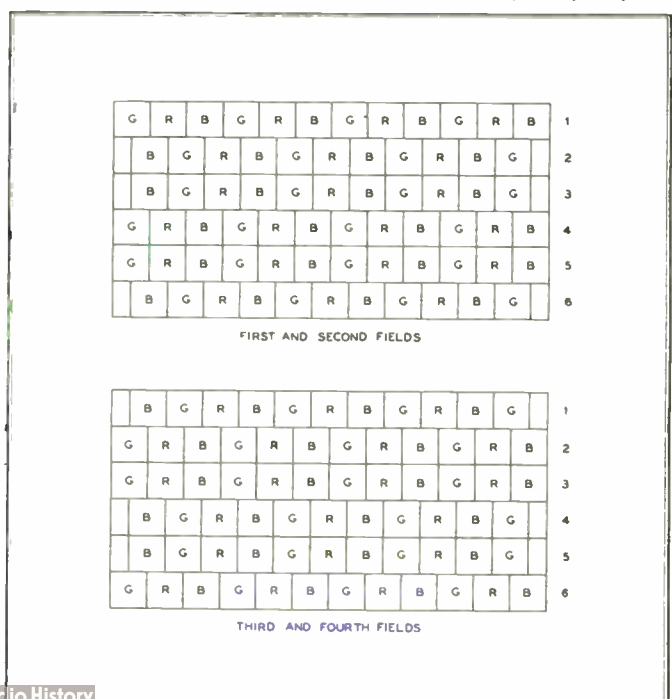 G R B G R B G R B G R B 1
B G R B G R B G R B G 2
B G R B G R B G R B G 3
G R B G R B G R B G R B 4
G R B G R B G R B G R B 5
B G R B G R B G R B G 6
FIRST AND SECOND FIELDS
B G R B G R B G R B G 1
G R B G R B G R B G R B 2
G R B G R B G R B G R B 3
B G R B G R B G R B G 4
B G R B G R B G R B G 5
G R B G R B G R B G R B 6
THIRD AND FOURTH FIELDS
History